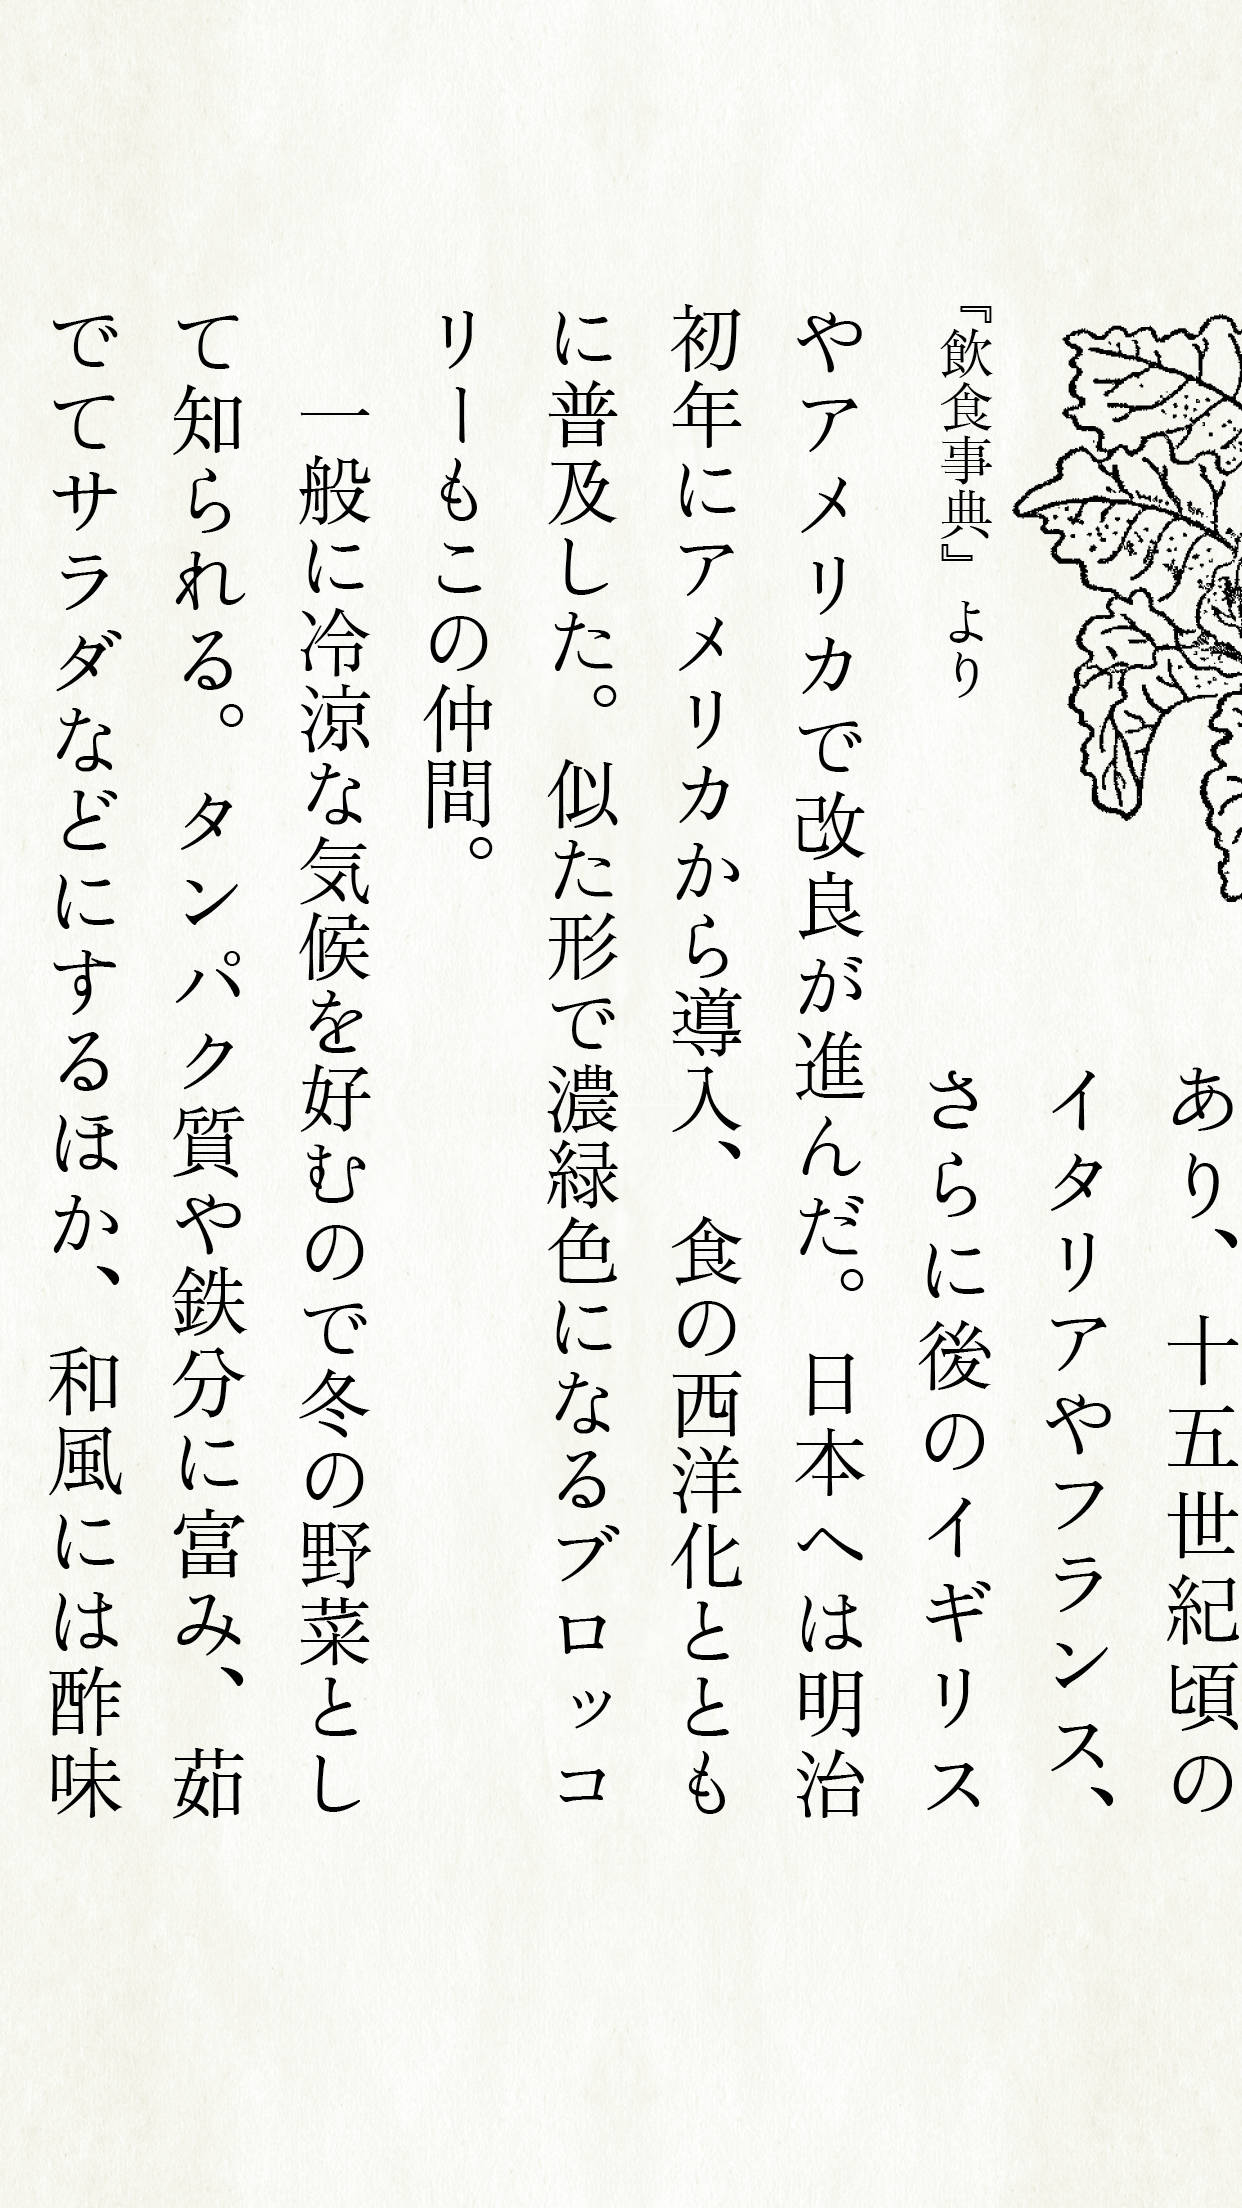 あり、十五世紀頃の
イタリアやフランス、
さらに後のイギリス
『飲食事典』より
やアメリカで改良が進んだ。日本へは明治
初年にアメリカから導入、食の西洋化ととも
に普及した。似た形で濃緑色になるブロッコ
リーもこの仲間。
一般に冷涼な気候を好むので冬の野菜とし
て知られる。タンパク質や鉄分に富み、茹
でてサラダなどにするほか、和風には酢味